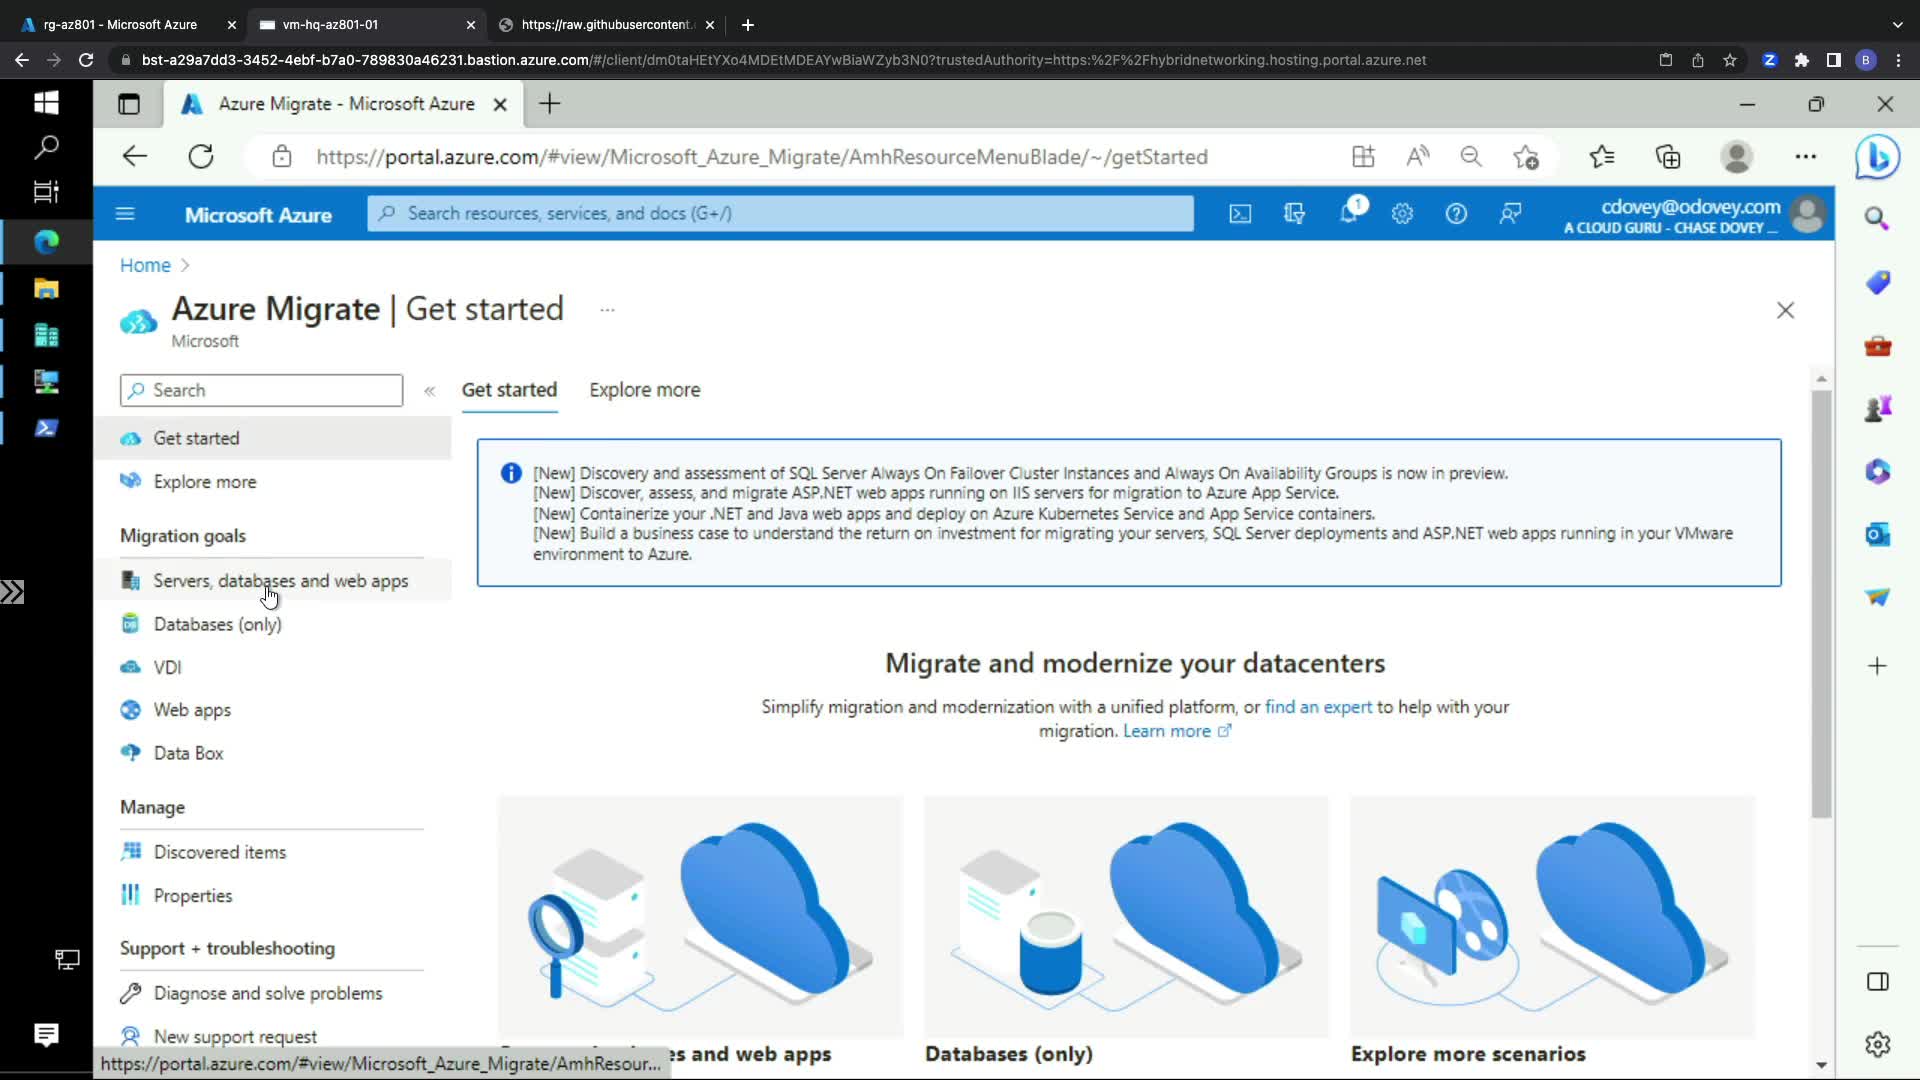 rg-az801 - Microsoft Azure
vm-hq-az801-01
https://raw.githubusercontent.
bst-a29a7dd3-3452-4ebf-b7a0-789830a46231.bastion.azure.com/#/client/dm0taHEtYXo4MDEtMDEAYwBiaWZyb3N0?trustedAuthority=https:%2F%2Fhybridnetworking.hosting.portal.azure.net
B
Azure Migrate - Microsoft Azure
https://portal.azure.com/#view/Microsoft_Azure_Migrate/AmhResourceMenuBlade/~/getStarted
Microsoft Azure
Search resources, services, and docs (G+/)
1
cdovey@odovey.com
A CLOUD GURU - CHASE DOVEY ...
Home >
Azure Migrate | Get started ...
Microsoft
Search
«
Get started
Explore more
Get started
Explore more
Migration goals
Servers, databases and web apps
Databases (only)
VDI
Web apps
Data Box
Manage
Discovered items
Properties
Support + troubleshooting
Diagnose and solve problems
New support request
[New] Discovery and assessment of SQL Server Always On Failover Cluster Instances and Always On Availability Groups is now in preview.
[New] Discover, assess, and migrate ASP.NET web apps running on IIS servers for migration to Azure App Service.
[New] Containerize your .NET and Java web apps and deploy on Azure Kubernetes Service and App Service containers.
[New] Build a business case to understand the return on investment for migrating your servers, SQL Server deployments and ASP.NET web apps running in your VMware
environment to Azure.
Migrate and modernize your datacenters
Simplify migration and modernization with a unified platform, or find an expert to help with your
migration. Learn more
es and web apps
Databases (only)
Explore more scenarios
https://portal.azure.com/#view/Microsoft_Azure_Migrate/AmhResour...